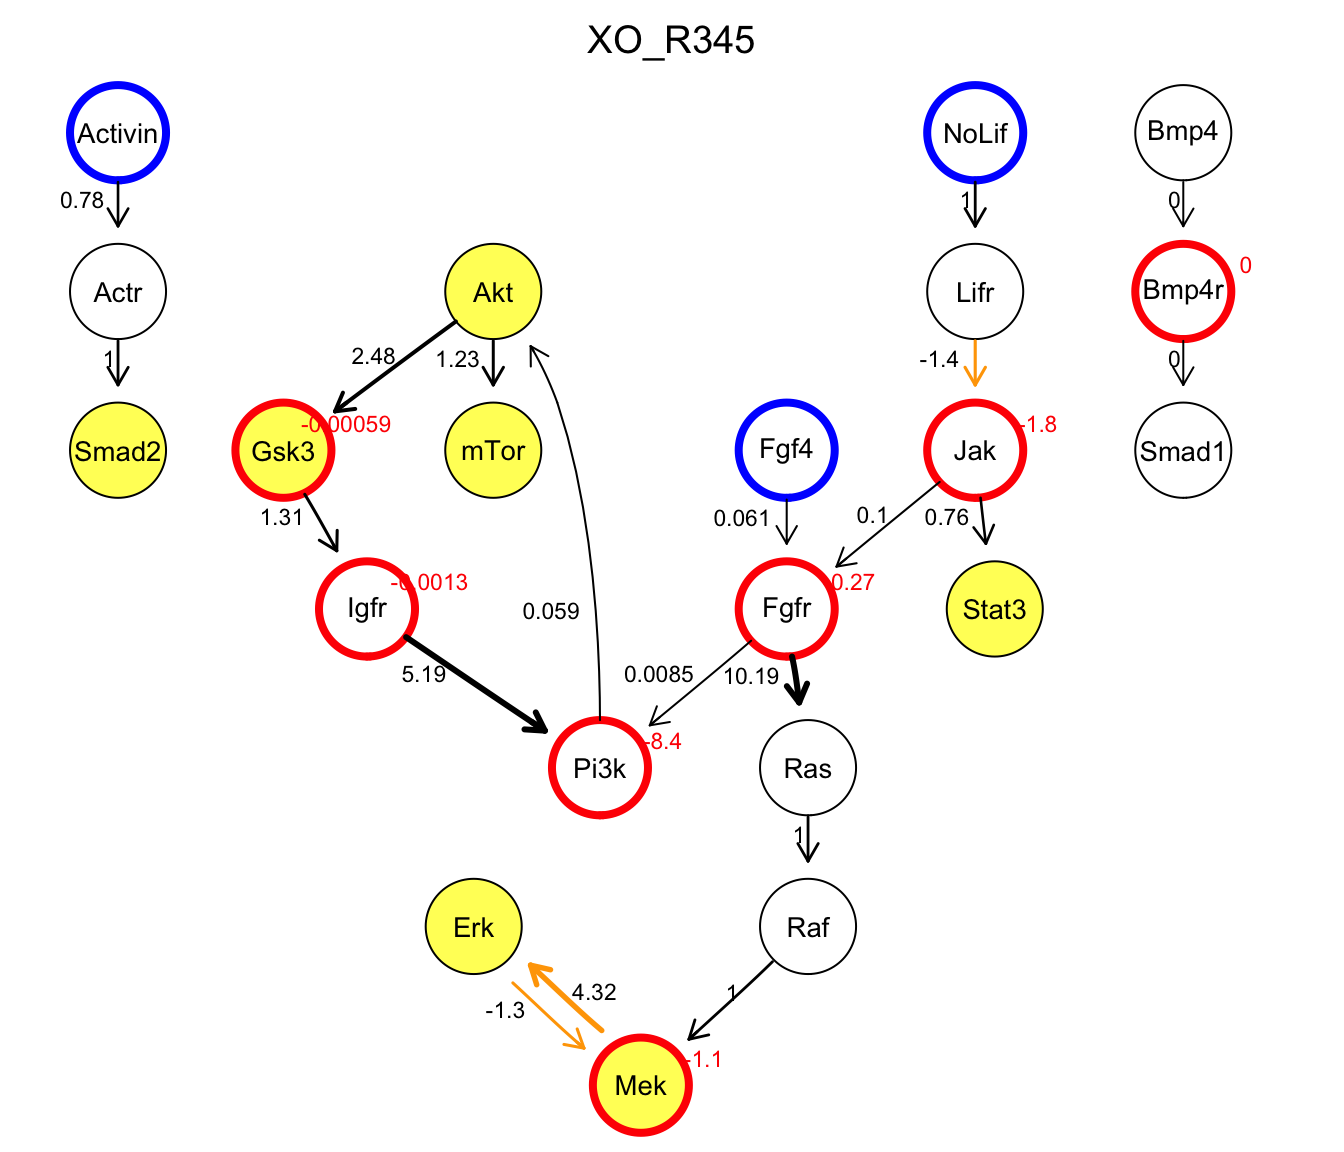 XO_R345
Activin
NoLif
Bmp4
0.78
1
0
Actr
Akt
Lifr
Bmp4r
0
1
2.48
1.23
-1.4
0
Smad2
Gsk3
-0.00059
mTor
Fgf4
Jak
-1.8
Smad1
1.31
0.061
0.1
0.76
Igfr
-0.0013
0.059
Fgfr
0.27
Stat3
5.19
0.0085
10.19
Pi3k
-8.4
Ras
1
Erk
Raf
-1.3
4.32
1
Mek
-1.1